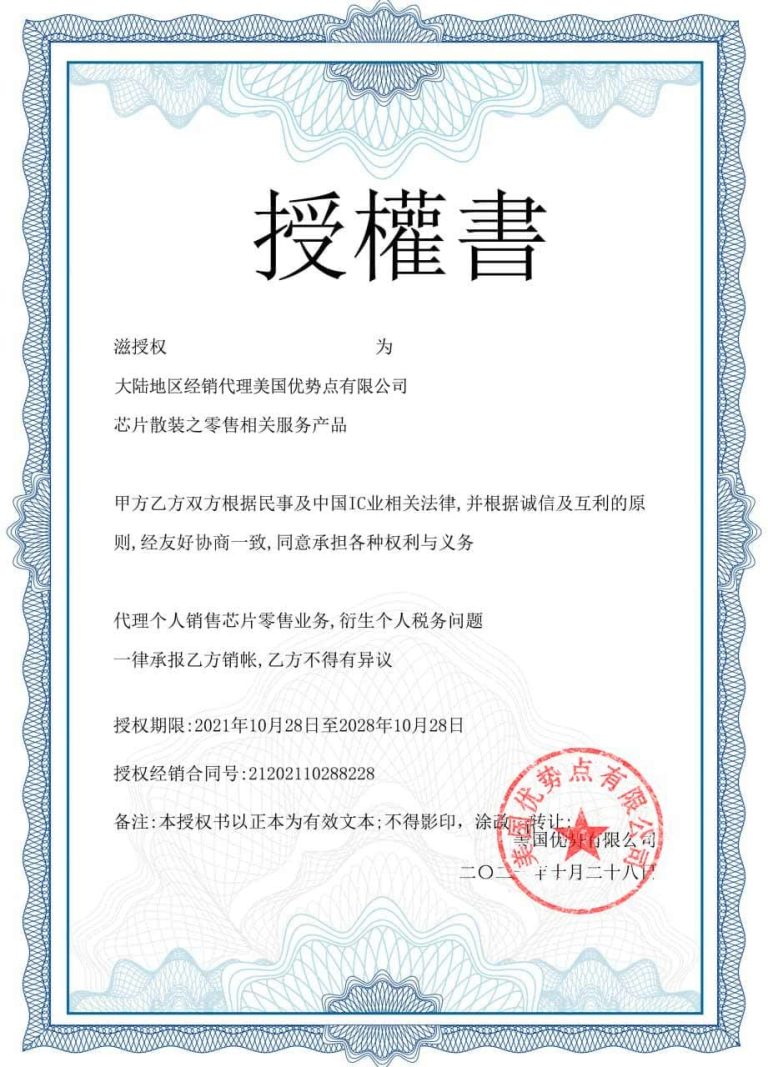 授權書
滋授权 为
大陆地区经销代理美国优势点有限公司
芯片散装之零售相关服务产品
甲方乙方双方根据民事及中国IC业相关法律,并根据诚信及互利的原
则,经友好协商一致,同意承担各种权利与义务
代理个人销售芯片零售业务,衍生个人税务问题
一律承报乙方销帐,乙方不得有异议
授权期限:2021年10月28日至2028年10月28日
授权经销合同号:21202110288228
备注:本授权书以正本为有效文本;不得影印，涂改 转让;
美国优势点有限公司
国优 有限公司
二〇二 年十月二十八日